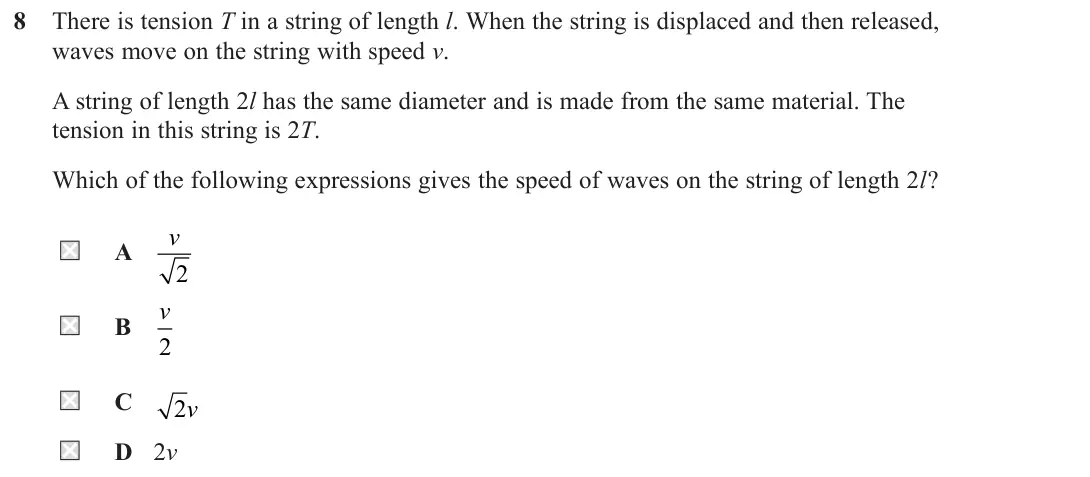 8 There is tension T in a string of length l. When the string is displaced and then released,
waves move on the string with speed v.
A string of length 2l has the same diameter and is made from the same material. The
tension in this string is 2T.
Which of the following expressions gives the speed of waves on the string of length 2l?
A v/√2
B v/2
C √2v
D 2v